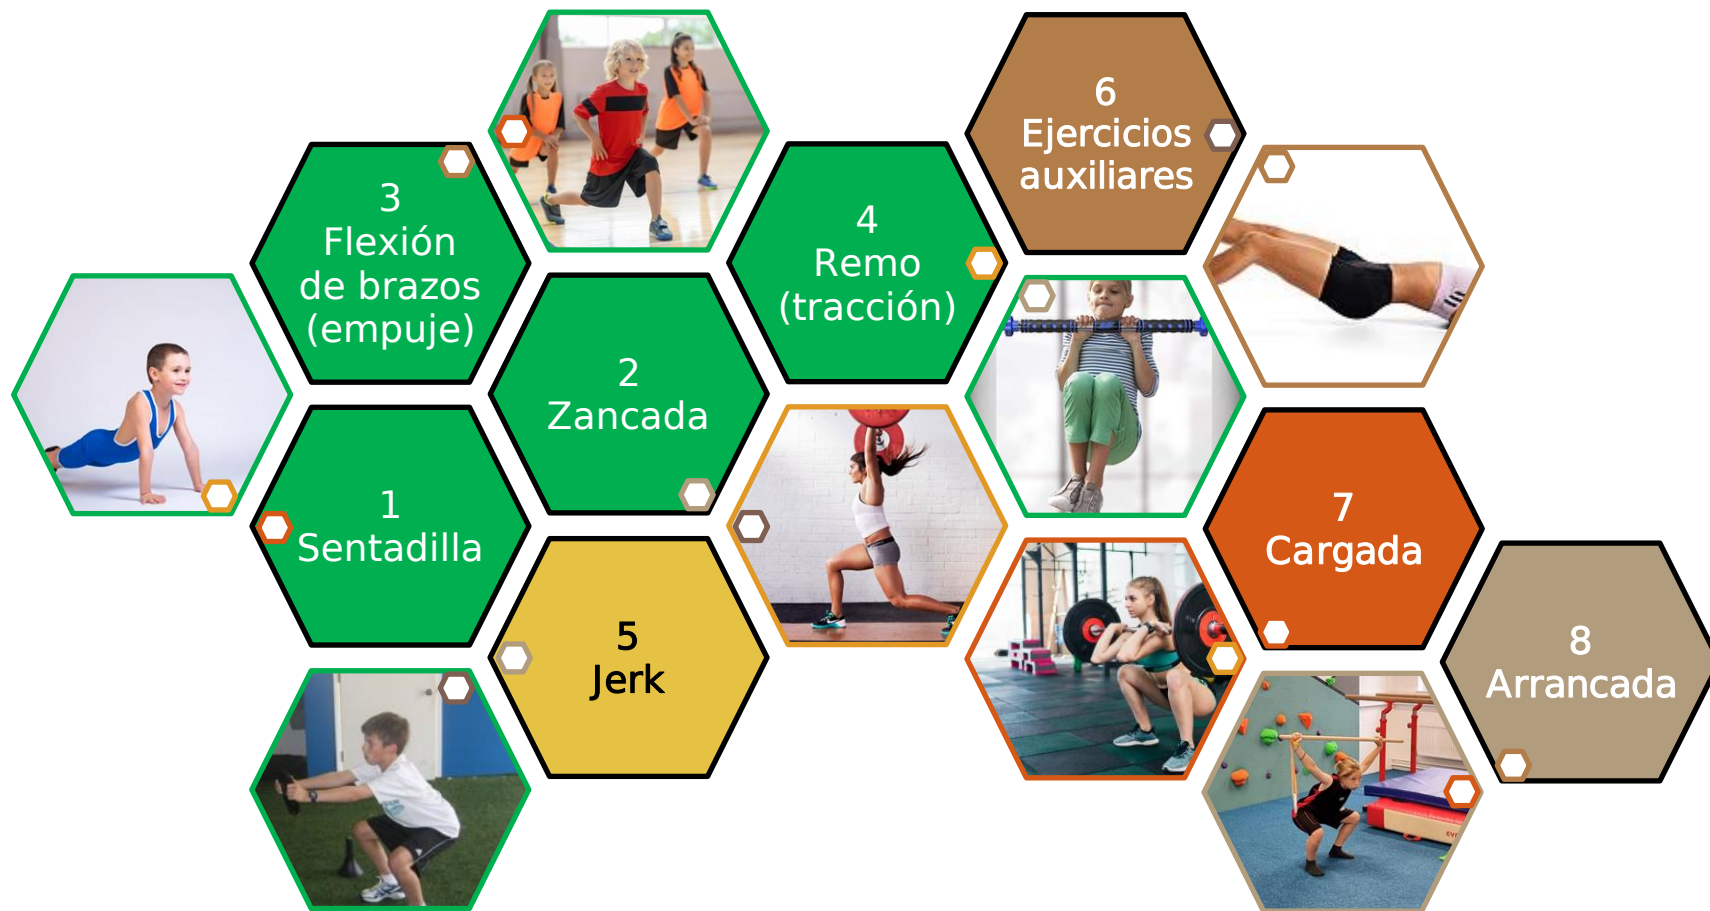 6
Ejercicios
auxiliares
3
Flexión
de brazos
(empuje)
4
Remo
(tracción)
2
Zancada
1
Sentadilla
7
Cargada
5
Jerk
8
Arrancada